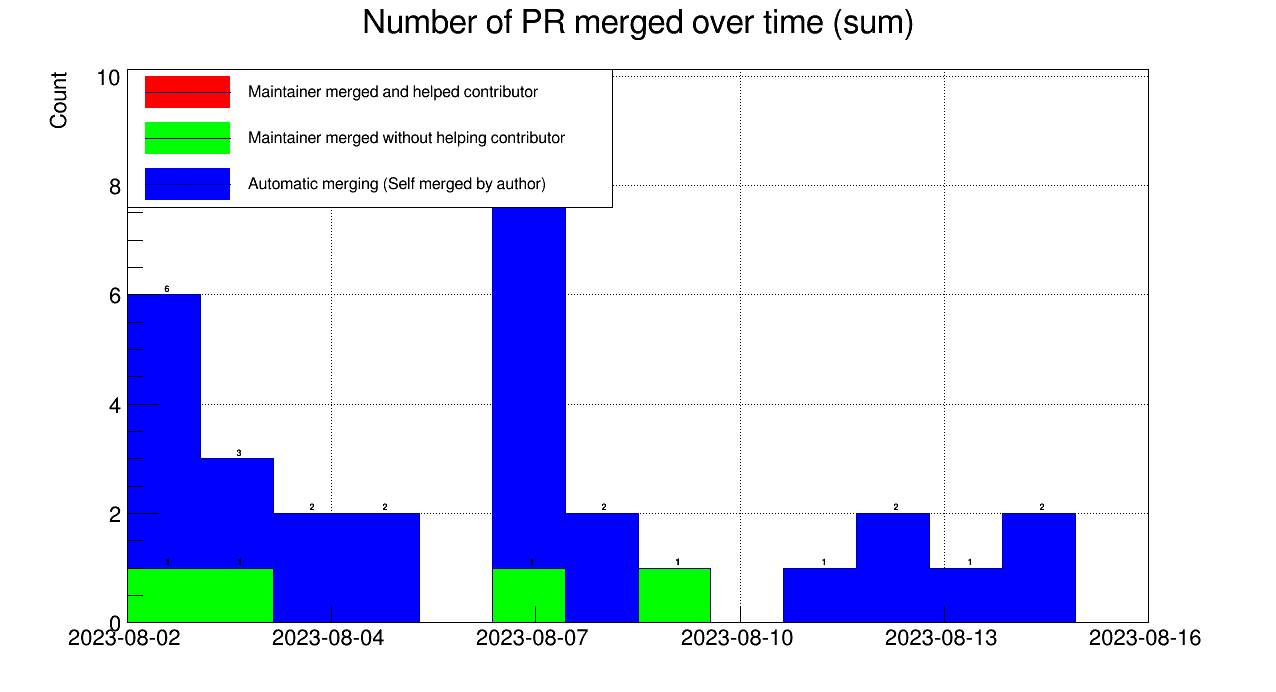 Number of PR merged over time (sum)
Count
10
8
6
4
2
0
Maintainer merged and helped contributor
Maintainer merged without helping contributor
Automatic merging (Self merged by author)
6
3
2 2 2 2 2
1 1 1 1 1 1
2023-08-02 2023-08-04 2023-08-07 2023-08-10 2023-08-13 2023-08-16